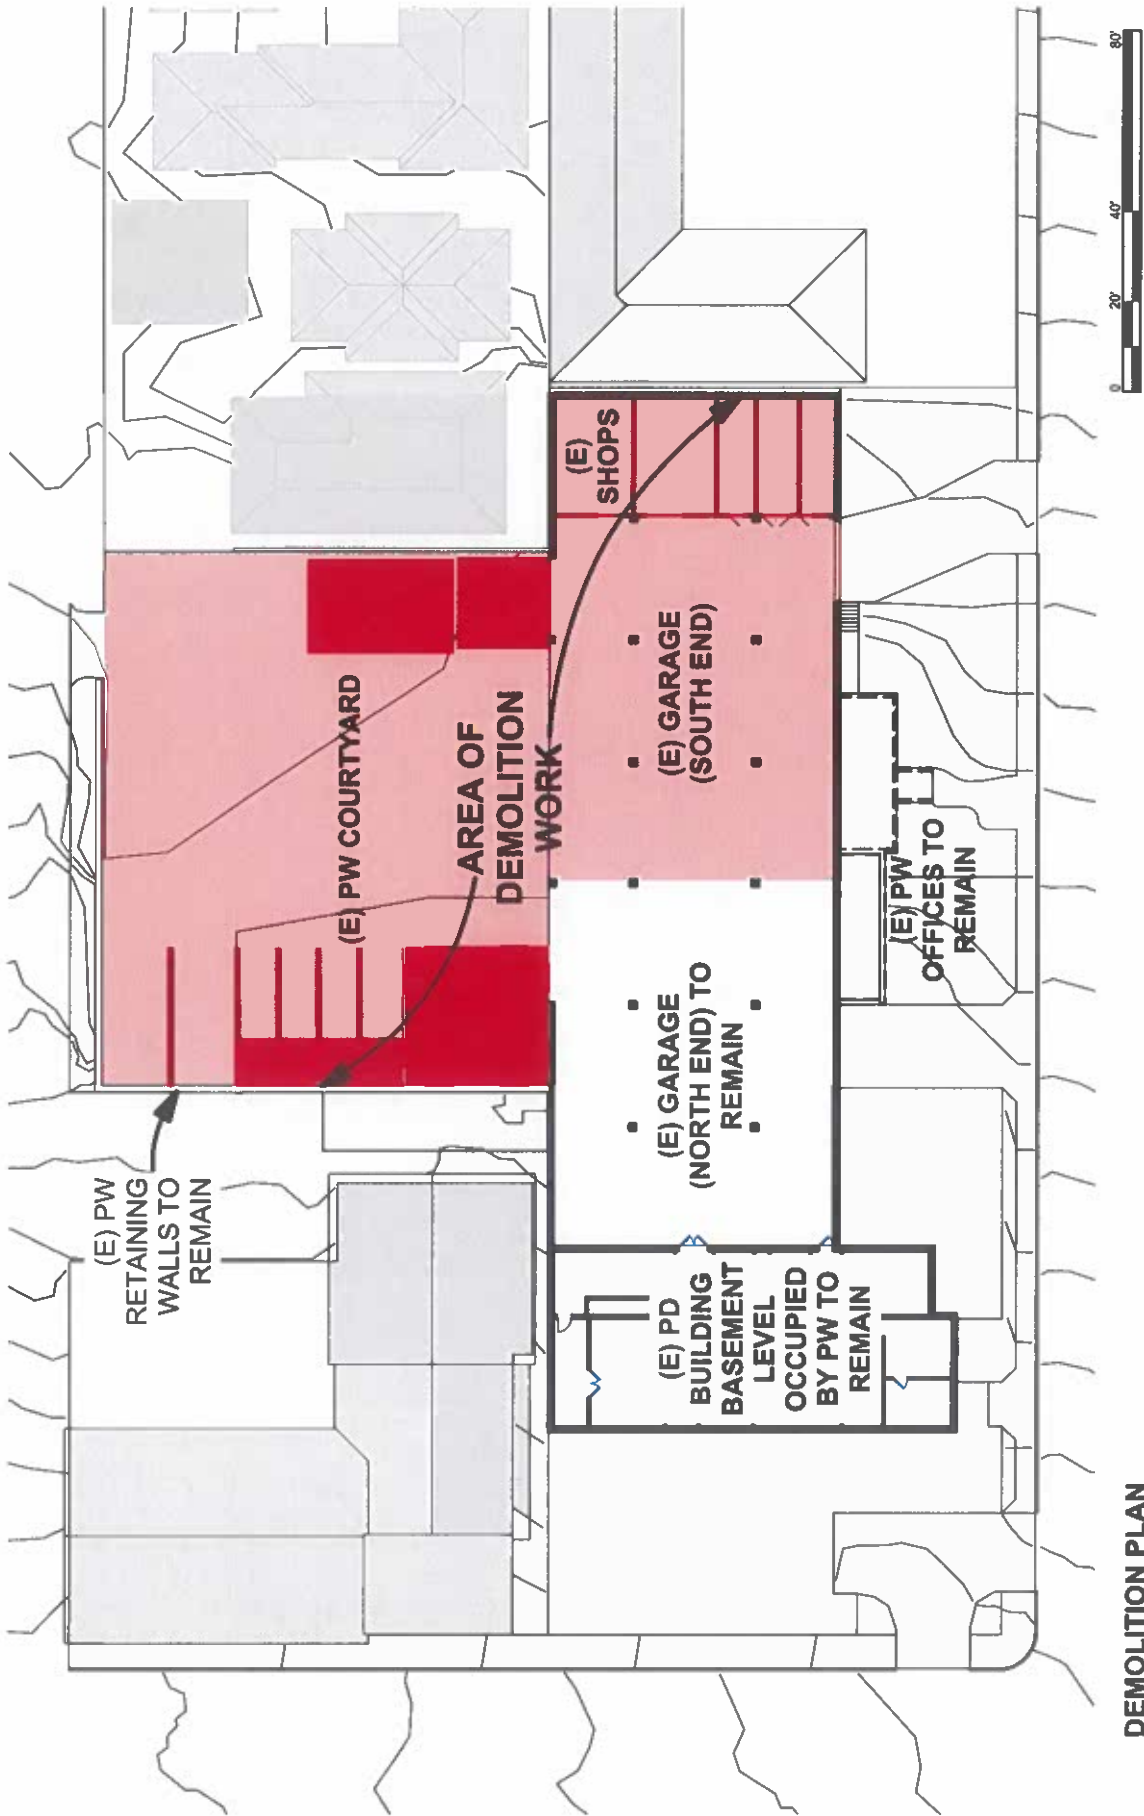 (E) PW
RETAINING
WALLS TO
REMAIN
(E) PW COURTYARD
AREA OF
DEMOLITION
WORK
(E)
SHOPS
(E) PD
BUILDING
BASEMENT
LEVEL
OCCUPIED
BY PW TO
REMAIN
(E) GARAGE
(NORTH END) TO
REMAIN
(E) GARAGE
(SOUTH END)
(E) PW
OFFICES TO
REMAIN
DEMOLITION PLAN
0 20' 40' 80'